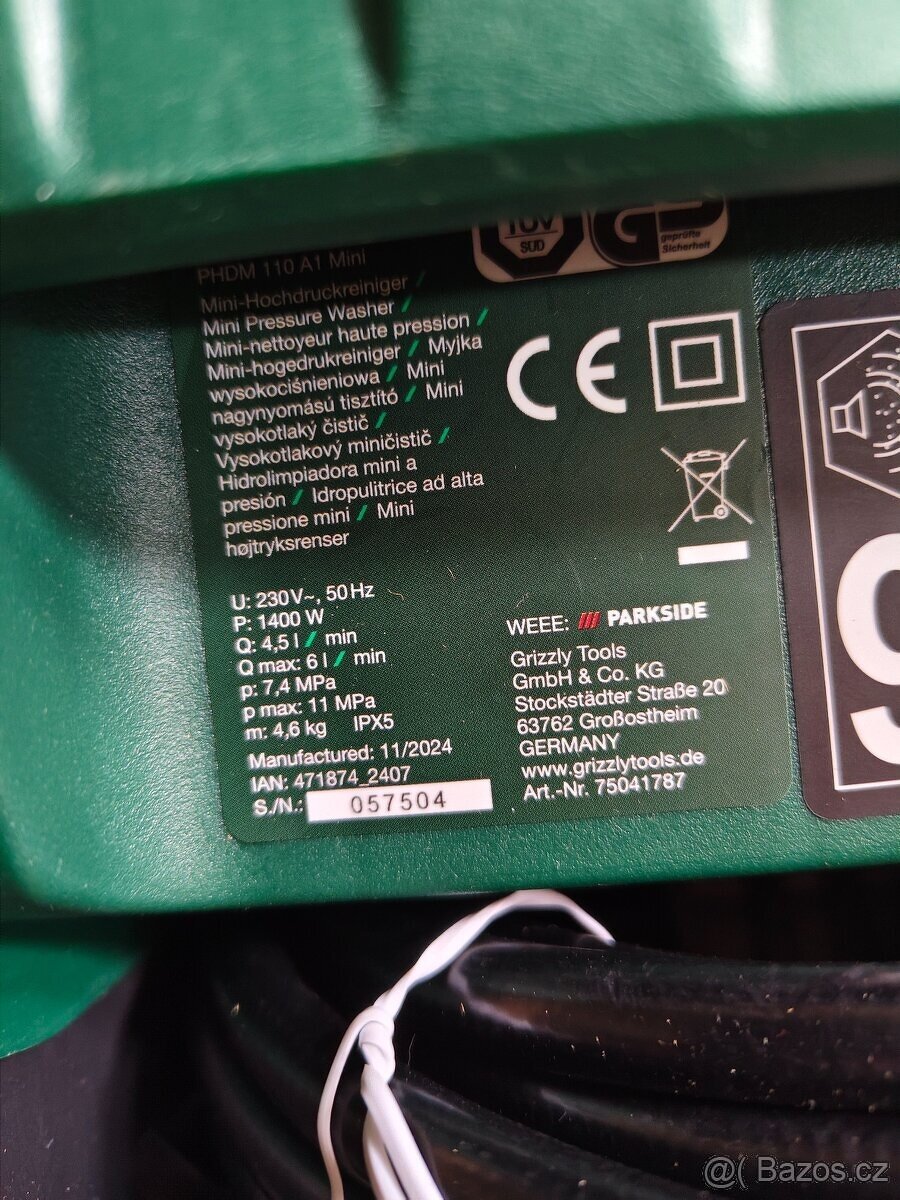 TÜV
SÜD
geprüfte
Sicherheit
PHDM 110 A1 Mini
Mini-Hochdruckreiniger /
Mini Pressure Washer /
Mini-nettoyeur haute pression /
Mini-hogedrukreiniger / Myjka
wysokociśnieniowa / Mini
nagynyomású tisztító / Mini
vysokotlaký čistič /
Vysokotlakový miničistič /
Hidrolimpiadora mini a
presión / Idropulitrice ad alta
pressione mini / Mini
højtryksrenser
CE
U: 230 V~, 50 Hz
P: 1400 W
Q: 4,5 l / min
Q max: 6 l / min
p: 7,4 MPa
p max: 11 MPa
m: 4,6 kg IPX5
Manufactured: 11/2024
IAN: 471874_2407
S./N.: 057504
WEEE: PARKSIDE
Grizzly Tools
GmbH & Co. KG
Stockstädter Straße 20
63762 Großostheim
GERMANY
www.grizzlytools.de
Art.-Nr. 75041787
9
@( Bazos.cz